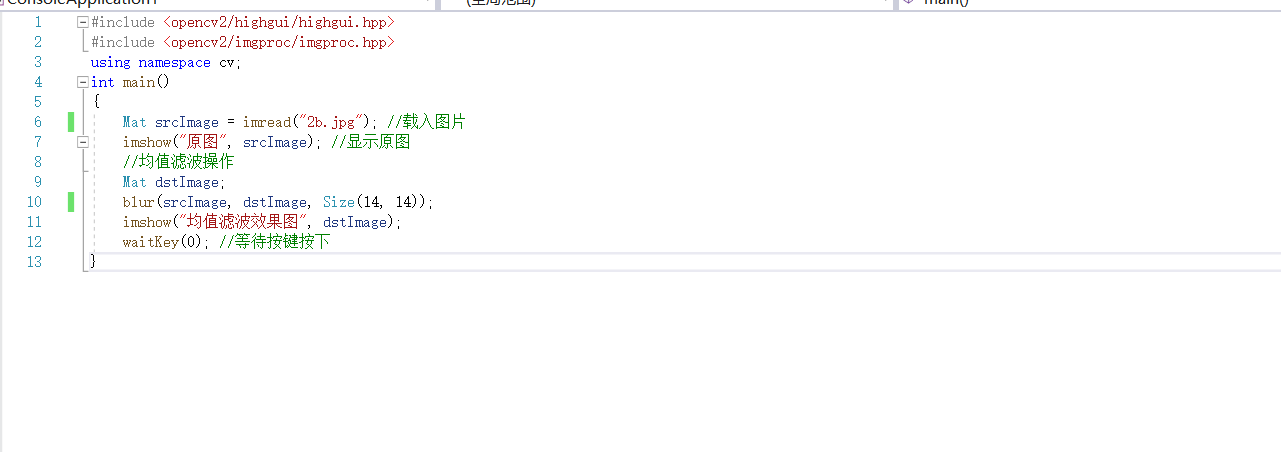 ConsoleApplication1
(全局范围)
main()
1 #include <opencv2/highgui/highgui.hpp>
2 #include <opencv2/imgproc/imgproc.hpp>
3 using namespace cv;
4 int main()
5 {
6 Mat srcImage = imread("2b.jpg"); //载入图片
7 imshow("原图", srcImage); //显示原图
8 //均值滤波操作
9 Mat dstImage;
10 blur(srcImage, dstImage, Size(14, 14));
11 imshow("均值滤波效果图", dstImage);
12 waitKey(0); //等待按键按下
13 }